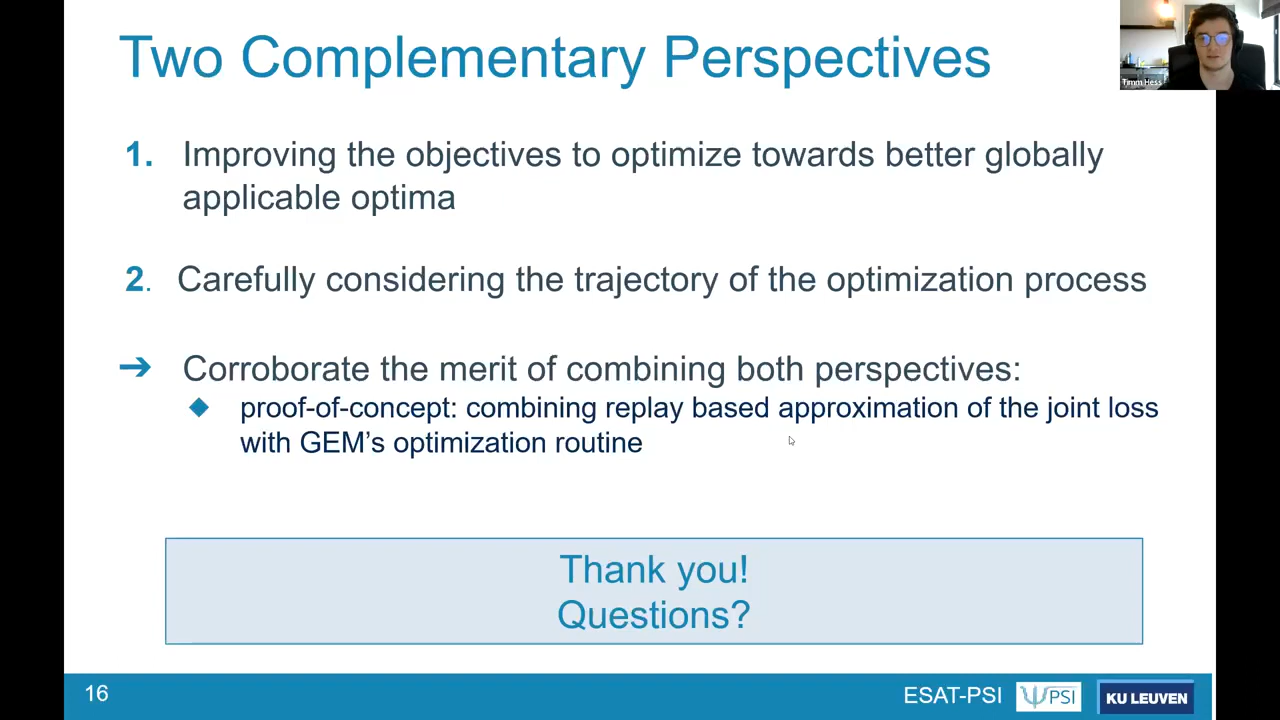 Two Complementary Perspectives
Timm Hess
1. Improving the objectives to optimize towards better globally
applicable optima
2. Carefully considering the trajectory of the optimization process
➔ Corroborate the merit of combining both perspectives:
◆ proof-of-concept: combining replay based approximation of the joint loss
with GEM’s optimization routine
Thank you!
Questions?
16
ESAT-PSI
PSI
KU LEUVEN